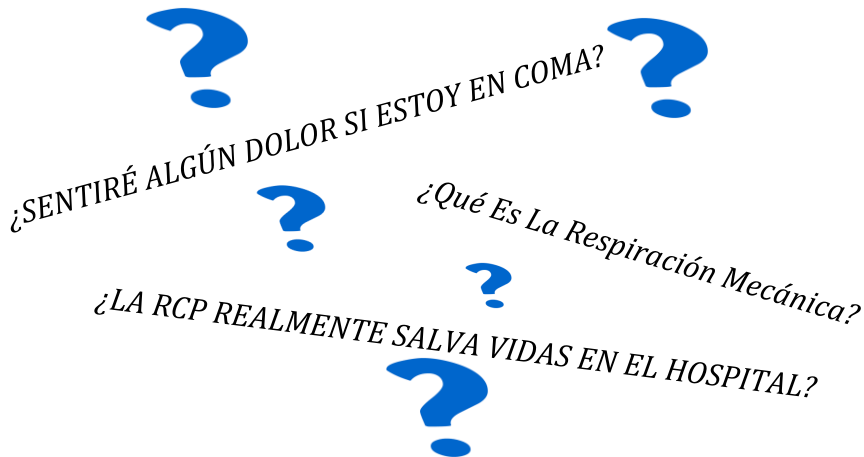 ¿SENTIRÉ ALGÚN DOLOR SI ESTOY EN COMA?
¿Qué Es La Respiración Mecánica?
¿LA RCP REALMENTE SALVA VIDAS EN EL HOSPITAL?